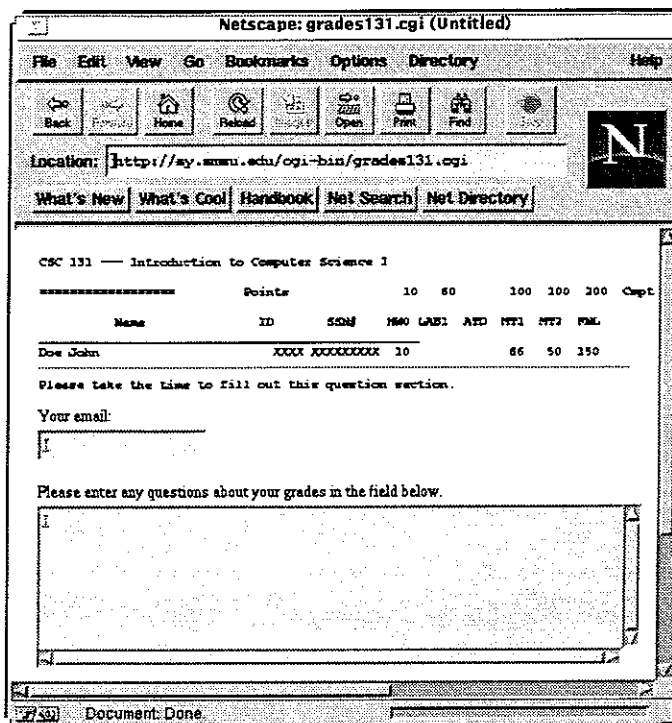 Netscape: grades131.cgi (Untitled)
File Edit View Go Bookmarks Options Directory Help
Back Home Reload Open Print Find
N
Location: http://my.snmu.edu/cgi-bin/grades131.cgi
What's New What's Cool Handbook Net Search Net Directory
CSC 131 —— Introduction to Computer Science I
================== Points 10 60 100 100 200 Cmpt
Name ID SSN# HW0 LAB1 ATD MT1 MT2 FNL
Doe John XXXX XXXXXXXXX 10 66 50 150
Please take the time to fill out this question section.
Your email:
Please enter any questions about your grades in the field below.
Document: Done.